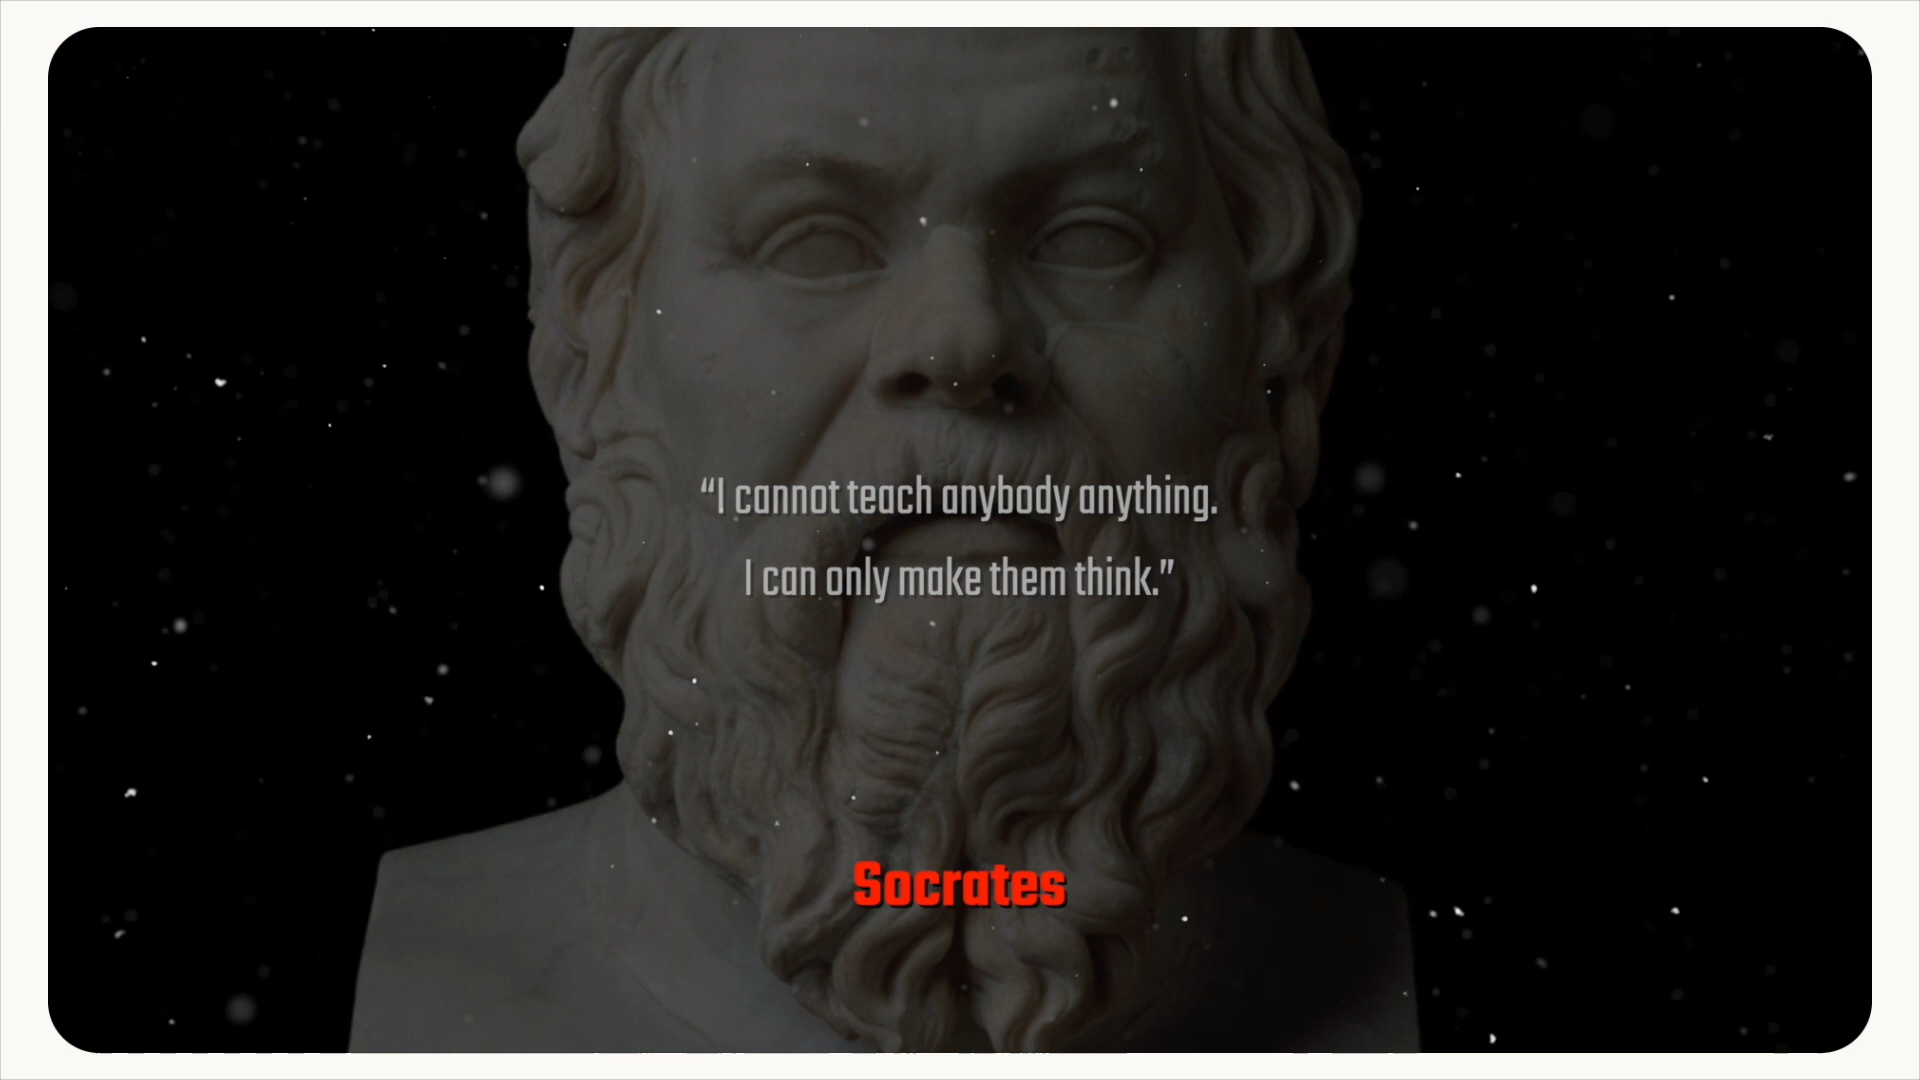 “I cannot teach anybody anything.
I can only make them think.”
Socrates